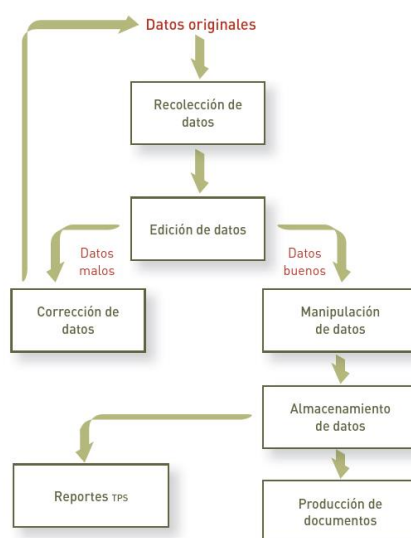 Datos originales
Recolección de
datos
Edición de datos
Datos
malos
Datos
buenos
Corrección de
datos
Manipulación
de datos
Almacenamiento
de datos
Reportes TPS
Producción de
documentos